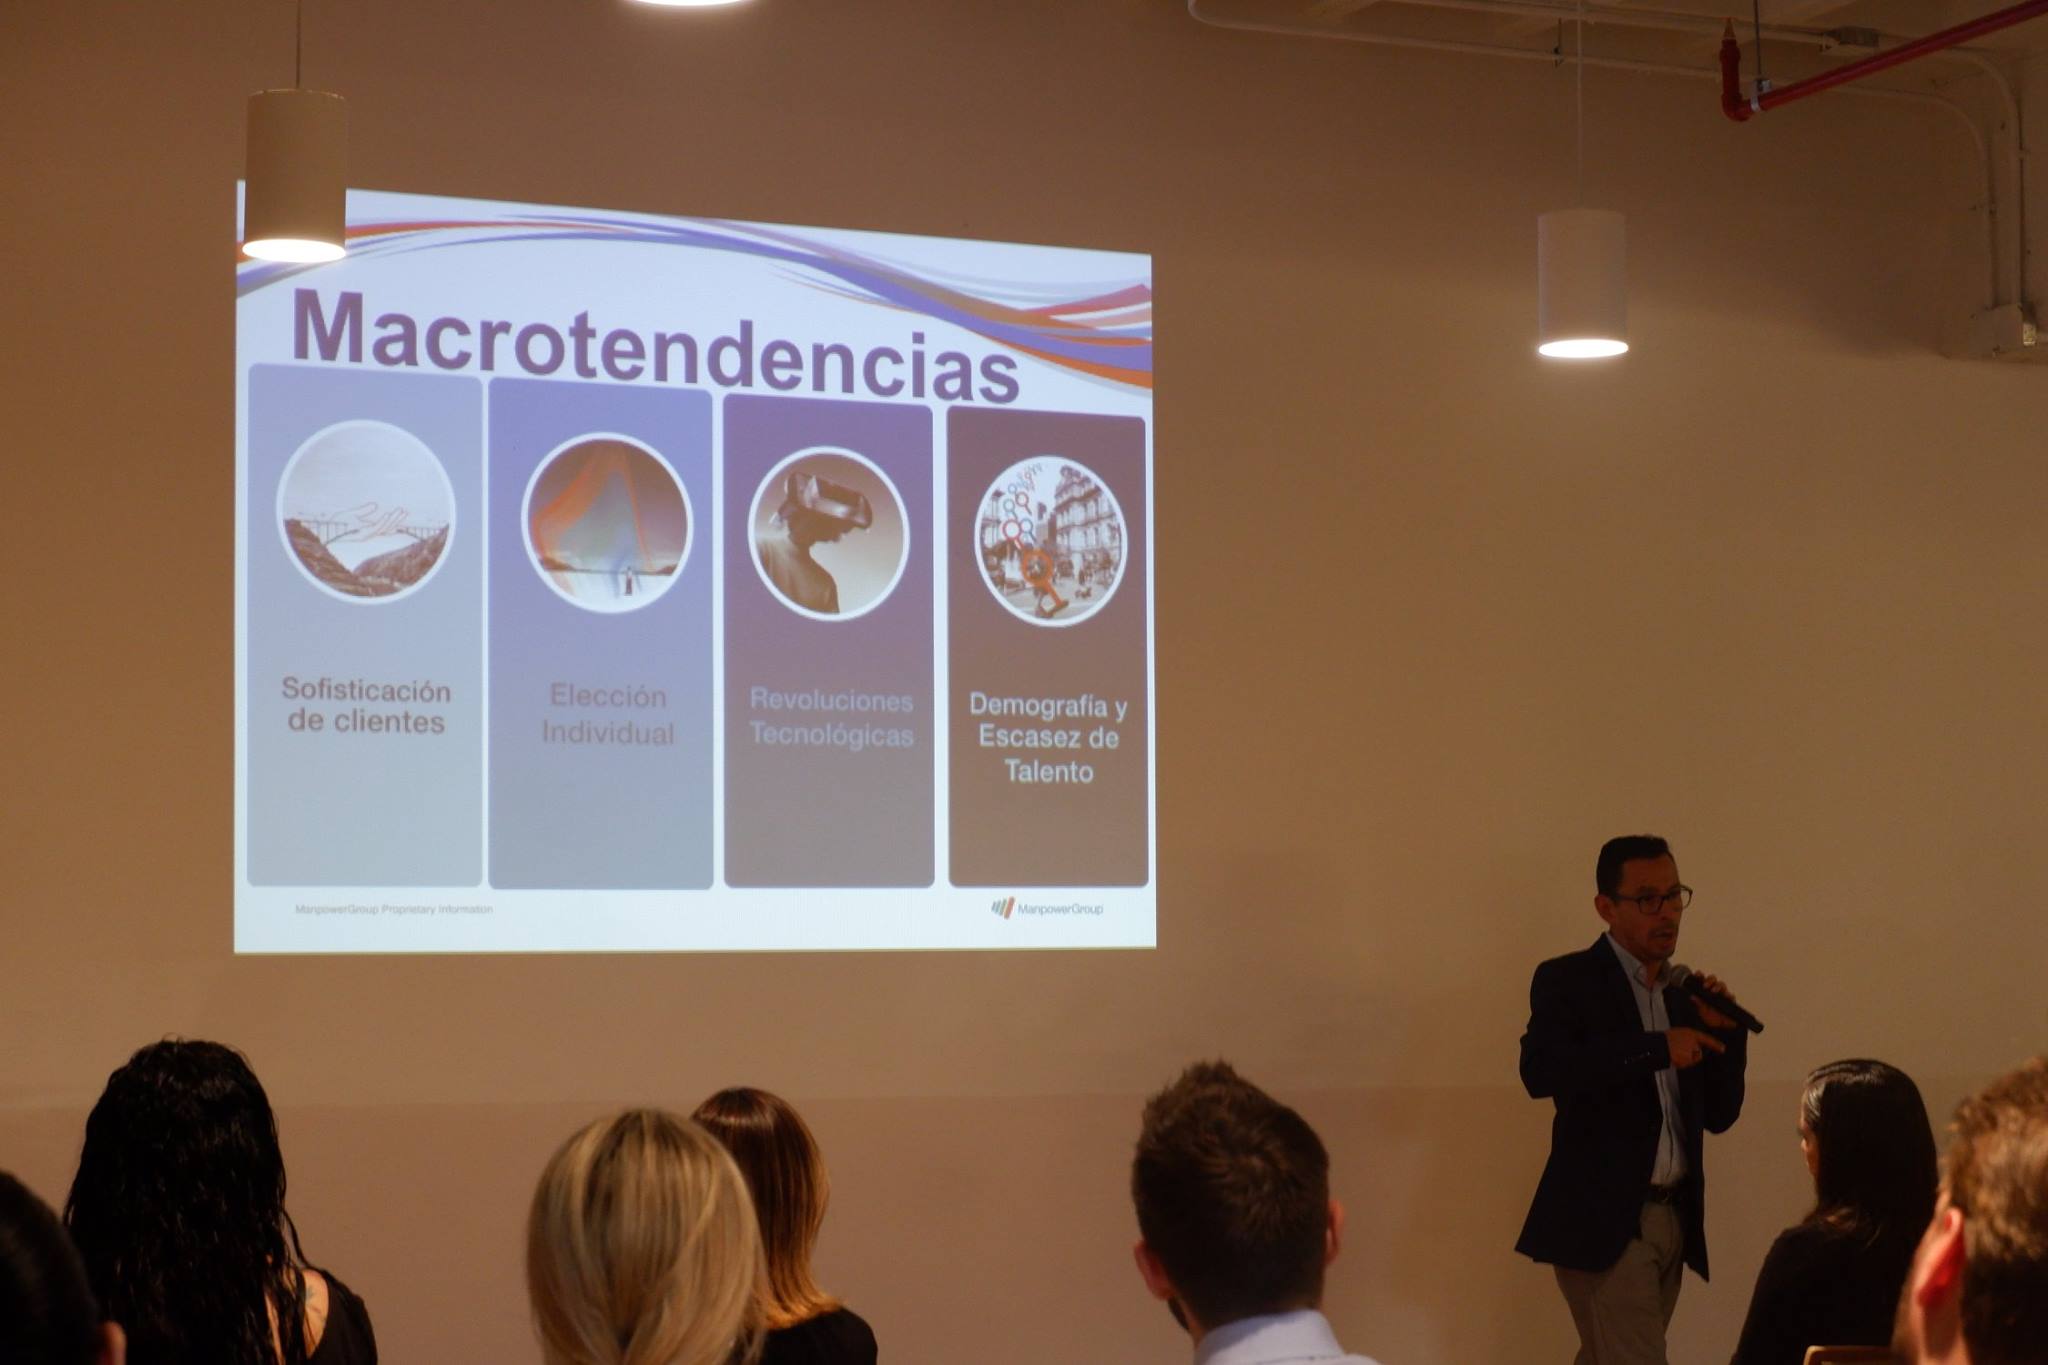 Macrotendencias
Sofisticación
de clientes
Elección
Individual
Revoluciones
Tecnológicas
Demografía y
Escasez de
Talento
ManpowerGroup Proprietary Information
ManpowerGroup